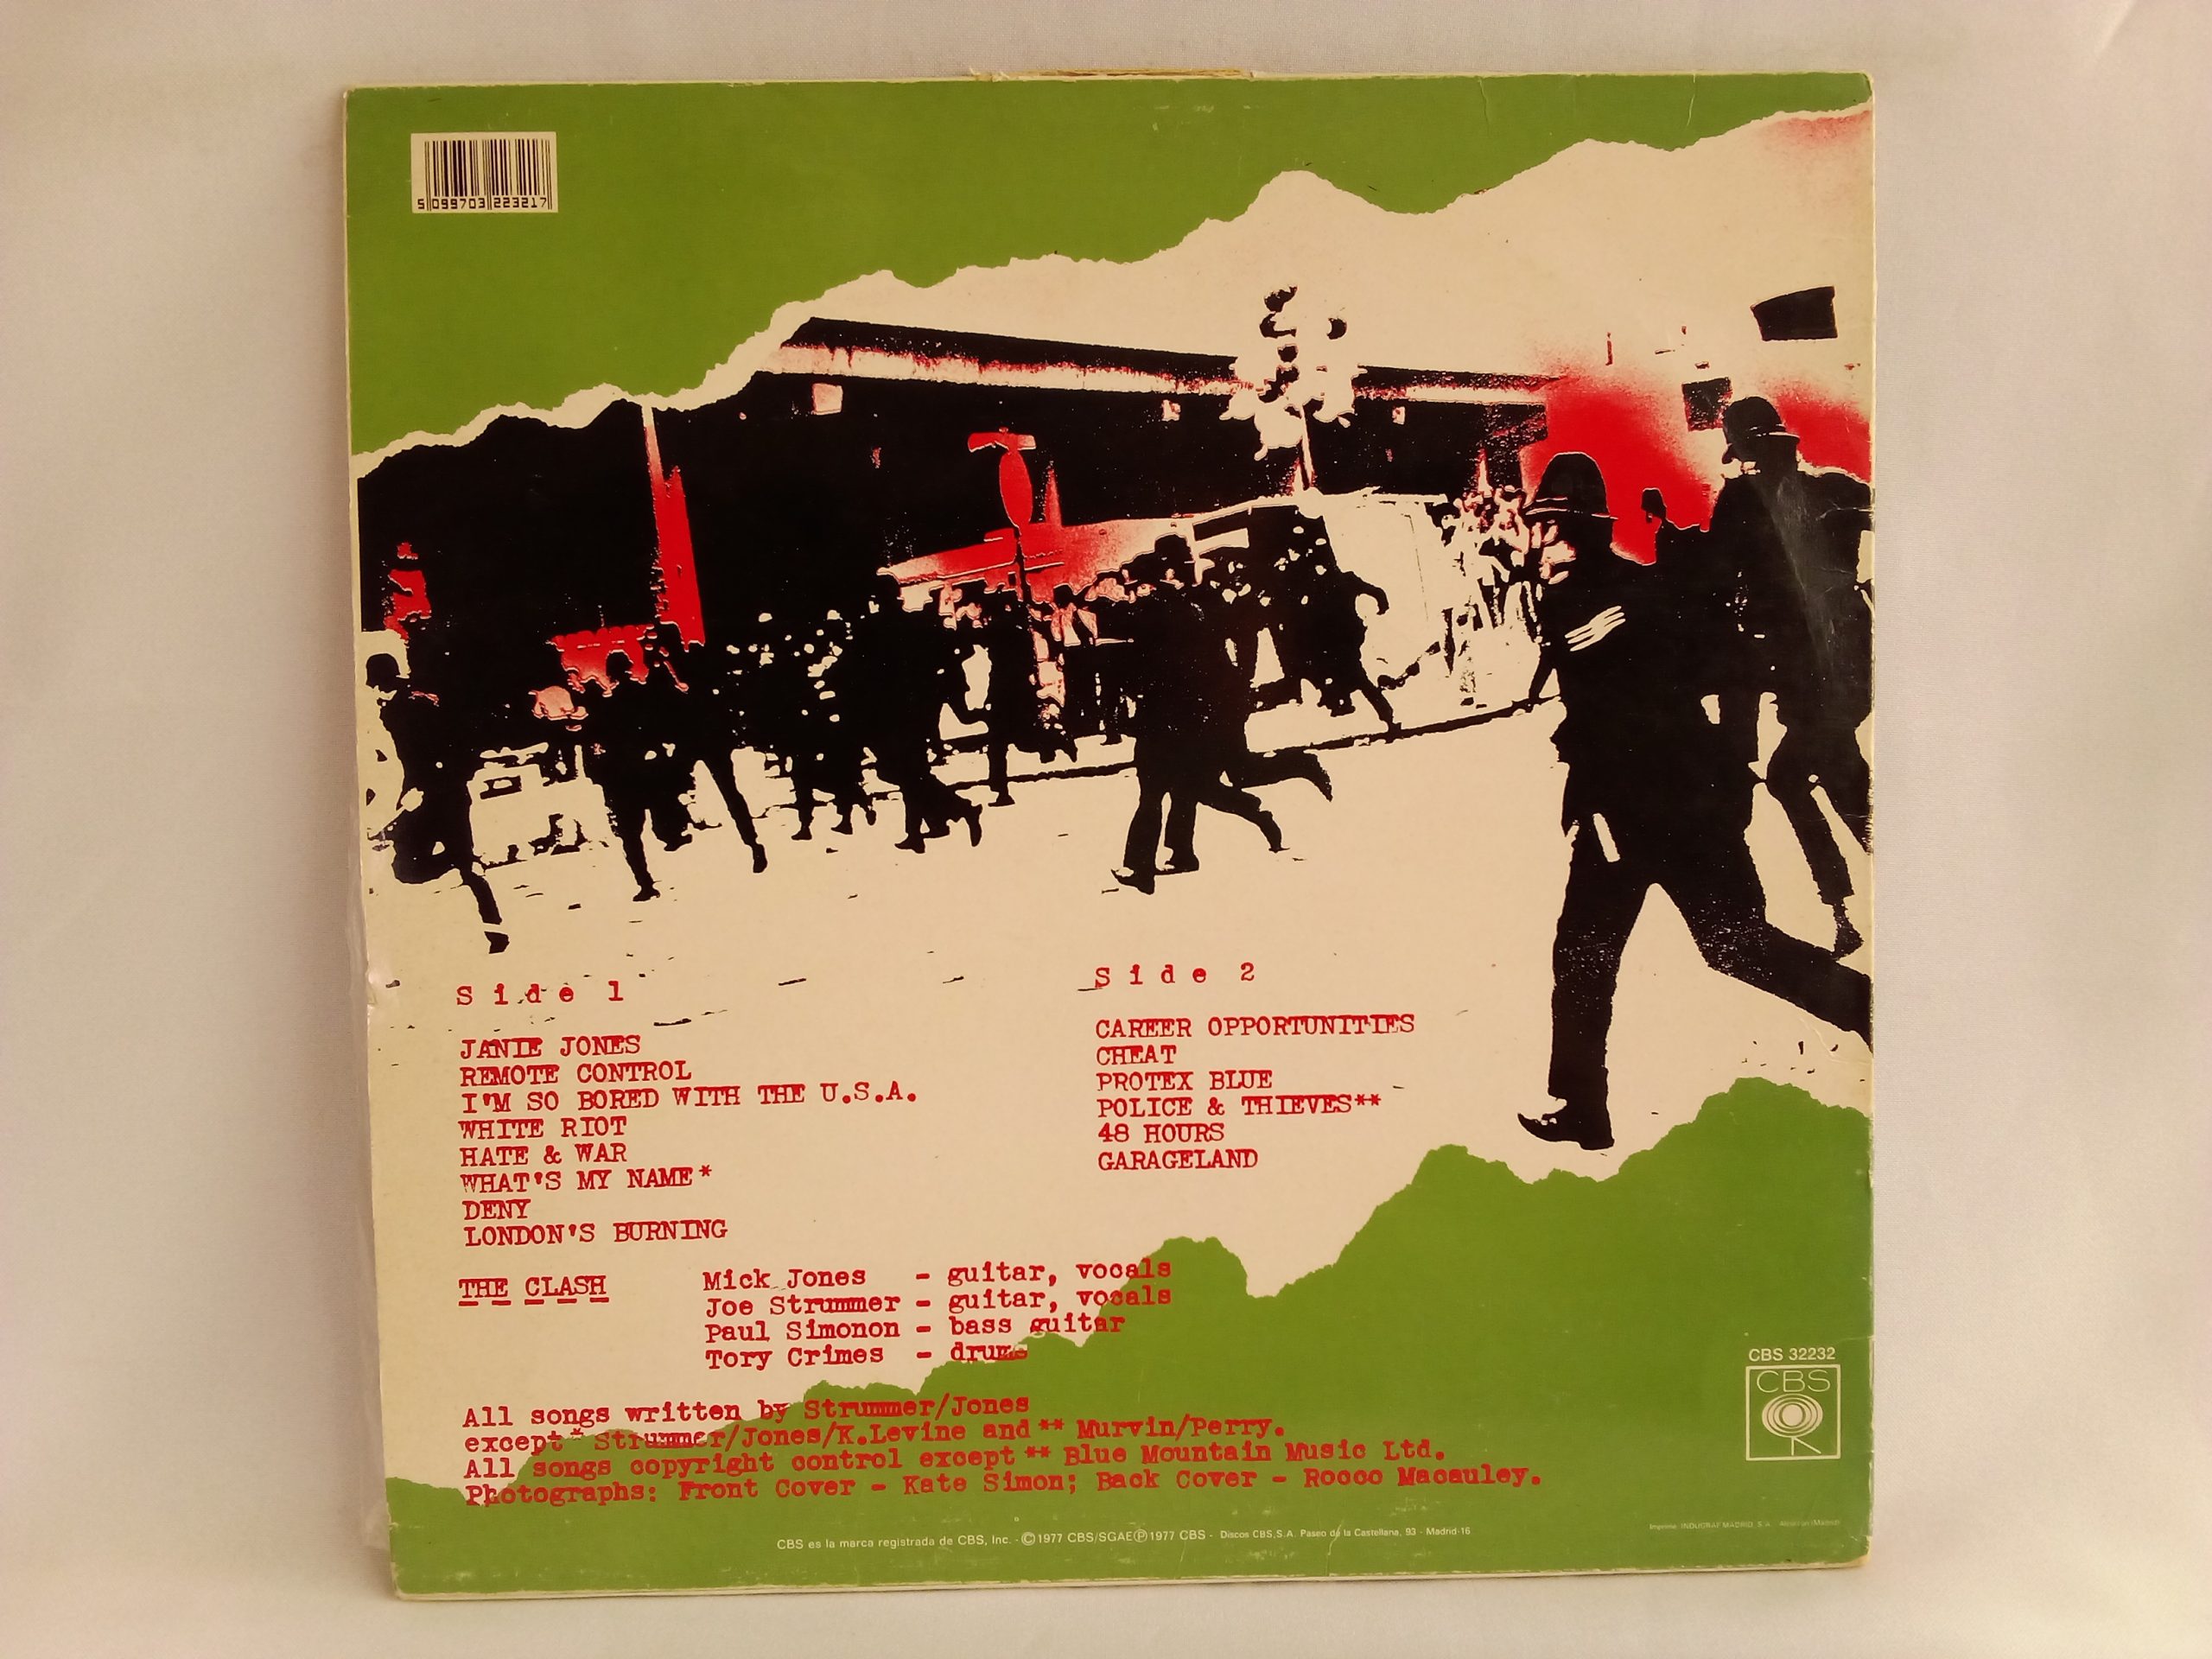 5 099703 223217
Side 1
JANIE JONES
REMOTE CONTROL
I'M SO BORED WITH THE U.S.A.
WHITE RIOT
HATE & WAR
WHAT'S MY NAME*
DENY
LONDON'S BURNING
Side 2
CAREER OPPORTUNITIES
CHEAT
PROTEX BLUE
POLICE & THIEVES**
48 HOURS
GARAGELAND
THE CLASH
Mick Jones - guitar, vocals
Joe Strummer - guitar, vocals
Paul Simonon - bass guitar
Tory Crimes - drums
All songs written by Strummer/Jones
except * Strummer/Jones/K.Levine and ** Murvin/Perry.
All songs copyright control except ** Blue Mountain Music Ltd.
Photographs: Front Cover - Kate Simon; Back Cover - Rocco Macauley.
CBS 32232
CBS
CBS es la marca registrada de CBS, Inc. - ©1977 CBS/SGAE ℗1977 CBS - Discos CBS,S.A. Paseo de la Castellana, 93 - Madrid-16
INDUGRAF MADRID, S.A.